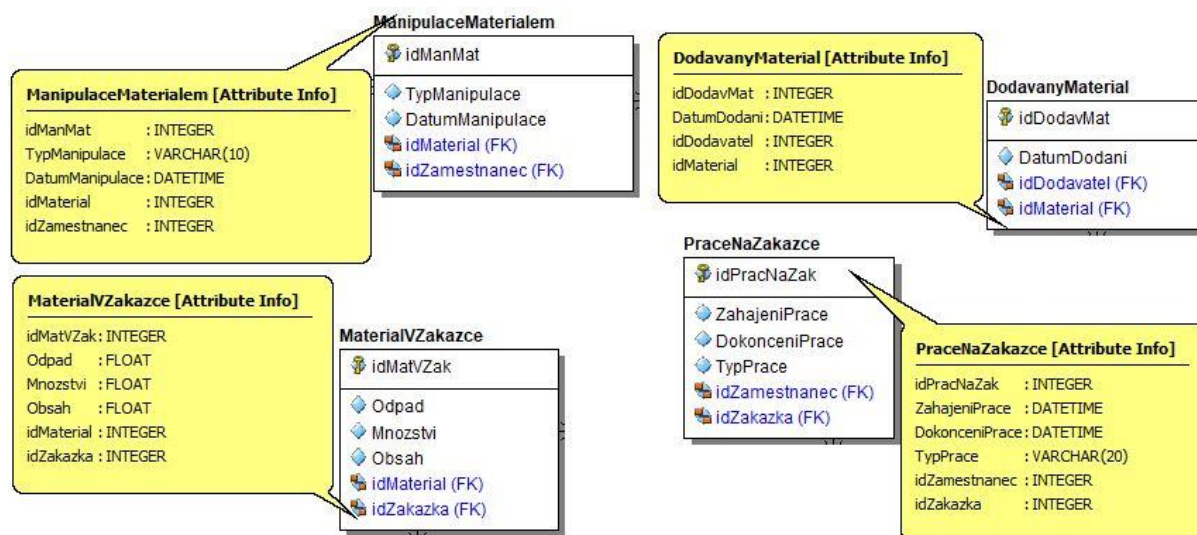 ManipulaceMaterialem
idManMat
TypManipulace
DatumManipulace
idMaterial (FK)
idZamestnanec (FK)
ManipulaceMaterialem [Attribute Info]
idManMat : INTEGER
TypManipulace : VARCHAR(10)
DatumManipulace: DATETIME
idMaterial : INTEGER
idZamestnanec : INTEGER
DodavanyMaterial [Attribute Info]
idDodavMat : INTEGER
DatumDodani: DATETIME
idDodavatel : INTEGER
idMaterial : INTEGER
DodavanyMaterial
idDodavMat
DatumDodani
idDodavatel (FK)
idMaterial (FK)
MaterialVZakazce [Attribute Info]
idMatVZak: INTEGER
Odpad : FLOAT
Mnozstvi : FLOAT
Obsah : FLOAT
idMaterial : INTEGER
idZakazka : INTEGER
MaterialVZakazce
idMatVZak
Odpad
Mnozstvi
Obsah
idMaterial (FK)
idZakazka (FK)
PraceNaZakazce
idPracNaZak
ZahajeniPrace
DokonceniPrace
TypPrace
idZamestnanec (FK)
idZakazka (FK)
PraceNaZakazce [Attribute Info]
idPracNaZak : INTEGER
ZahajeniPrace : DATETIME
DokonceniPrace: DATETIME
TypPrace : VARCHAR(20)
idZamestnanec : INTEGER
idZakazka : INTEGER